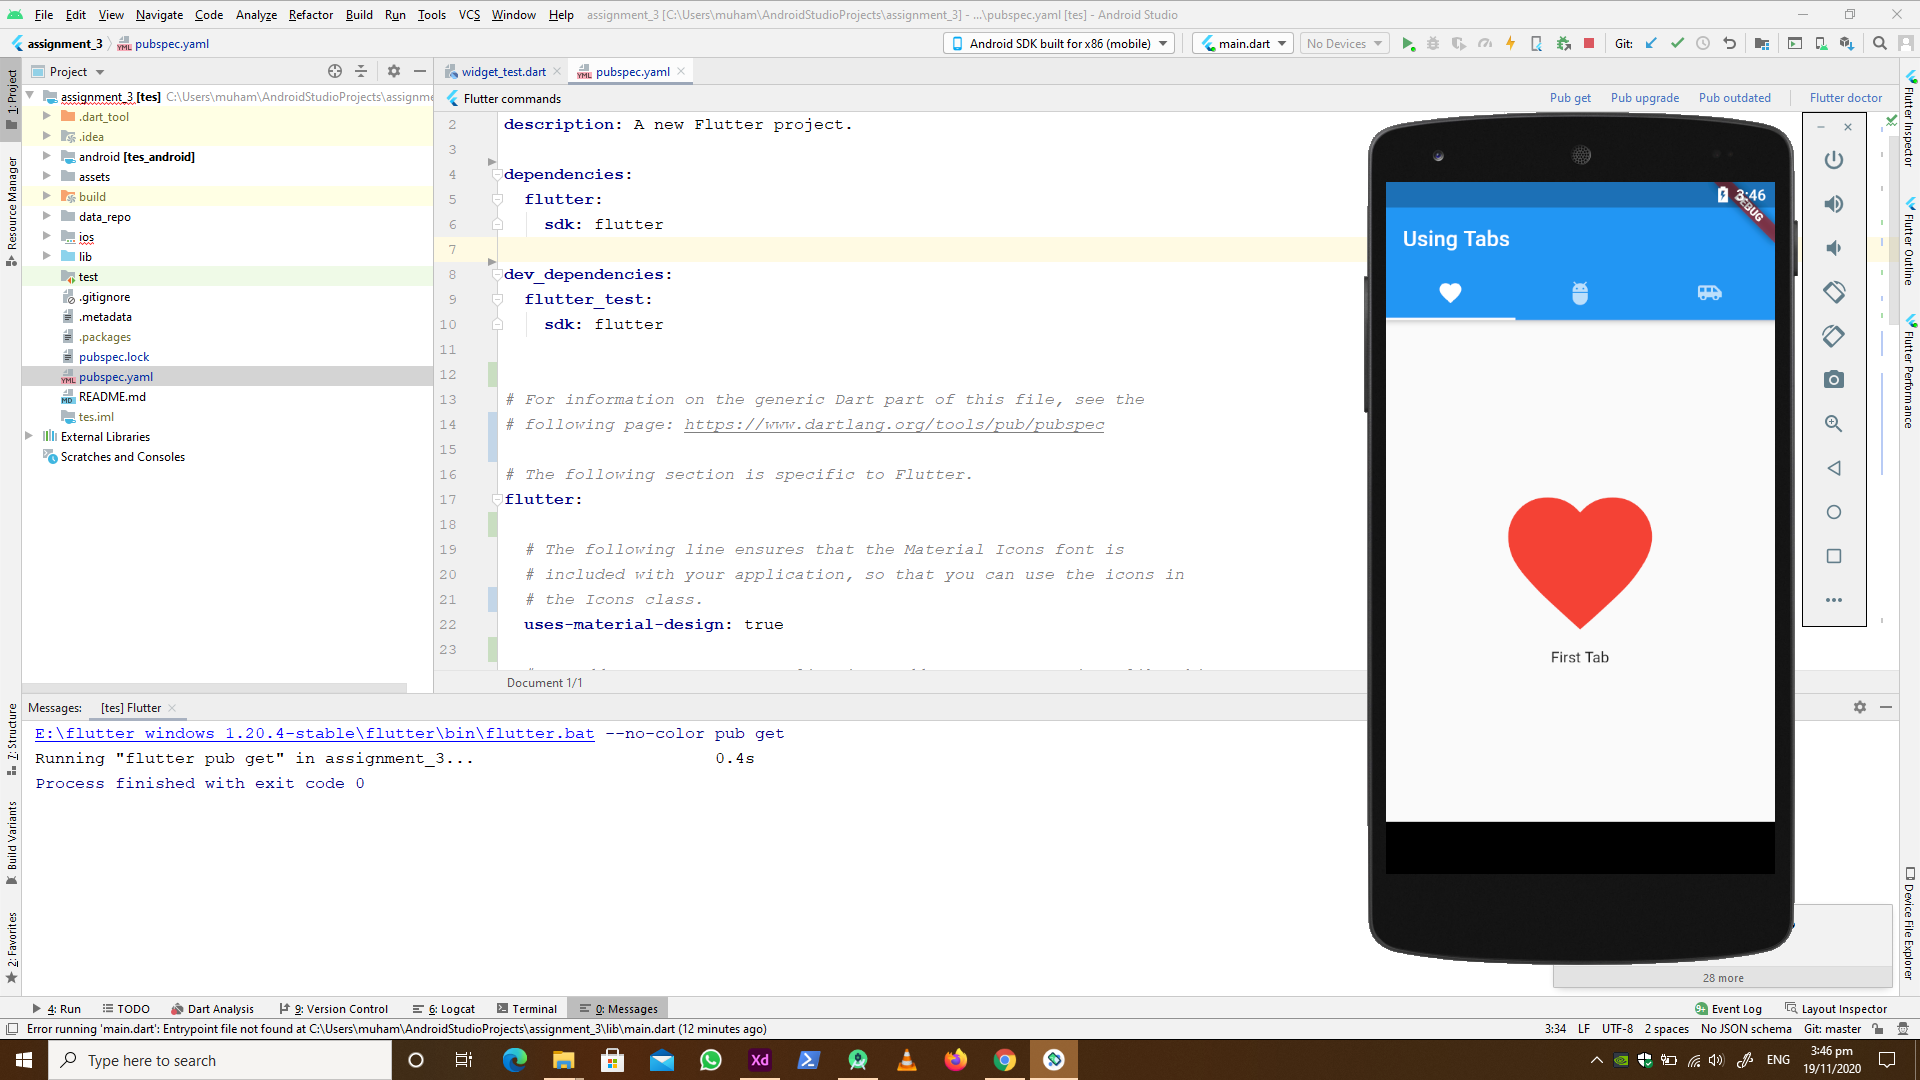 File Edit View Navigate Code Analyze Refactor Build Run Tools VCS Window Help assignment_3 [C:\Users\muham\AndroidStudioProjects\assignment_3] - ...\pubspec.yaml [tes] - Android Studio
assignment_3 pubspec.yaml Android SDK built for x86 (mobile) main.dart No Devices Git:
Project widget_test.dart pubspec.yaml
assignment_3 [tes] C:\Users\muham\AndroidStudioProjects\assignme
.dart_tool
.idea
android [tes_android]
assets
build
data_repo
ios
lib
test
.gitignore
.metadata
.packages
pubspec.lock
pubspec.yaml
README.md
tes.iml
External Libraries
Scratches and Consoles
1: Project
Resource Manager
7: Structure
Build Variants
2: Favorites
Flutter commands Pub get Pub upgrade Pub outdated Flutter doctor
2 description: A new Flutter project.
3
4 dependencies:
5 flutter:
6 sdk: flutter
7
8 dev_dependencies:
9 flutter_test:
10 sdk: flutter
11
12
13 # For information on the generic Dart part of this file, see the
14 # following page: https://www.dartlang.org/tools/pub/pubspec
15
16 # The following section is specific to Flutter.
17 flutter:
18
19 # The following line ensures that the Material Icons font is
20 # included with your application, so that you can use the icons in
21 # the Icons class.
22 uses-material-design: true
23
Document 1/1
3:46
DEBUG
Using Tabs
First Tab
Flutter Inspector
Flutter Outline
Flutter Performance
Device File Explorer
Messages: [tes] Flutter
E:\flutter_windows_1.20.4-stable\flutter\bin\flutter.bat --no-color pub get
Running "flutter pub get" in assignment_3... 0.4s
Process finished with exit code 0
28 more
4: Run TODO Dart Analysis 9: Version Control 6: Logcat Terminal 0: Messages 9 Event Log Layout Inspector
Error running 'main.dart': Entrypoint file not found at C:\Users\muham\AndroidStudioProjects\assignment_3\lib\main.dart (12 minutes ago) 3:34 LF UTF-8 2 spaces No JSON schema Git: master
Type here to search Xd ENG 3:46 pm
19/11/2020